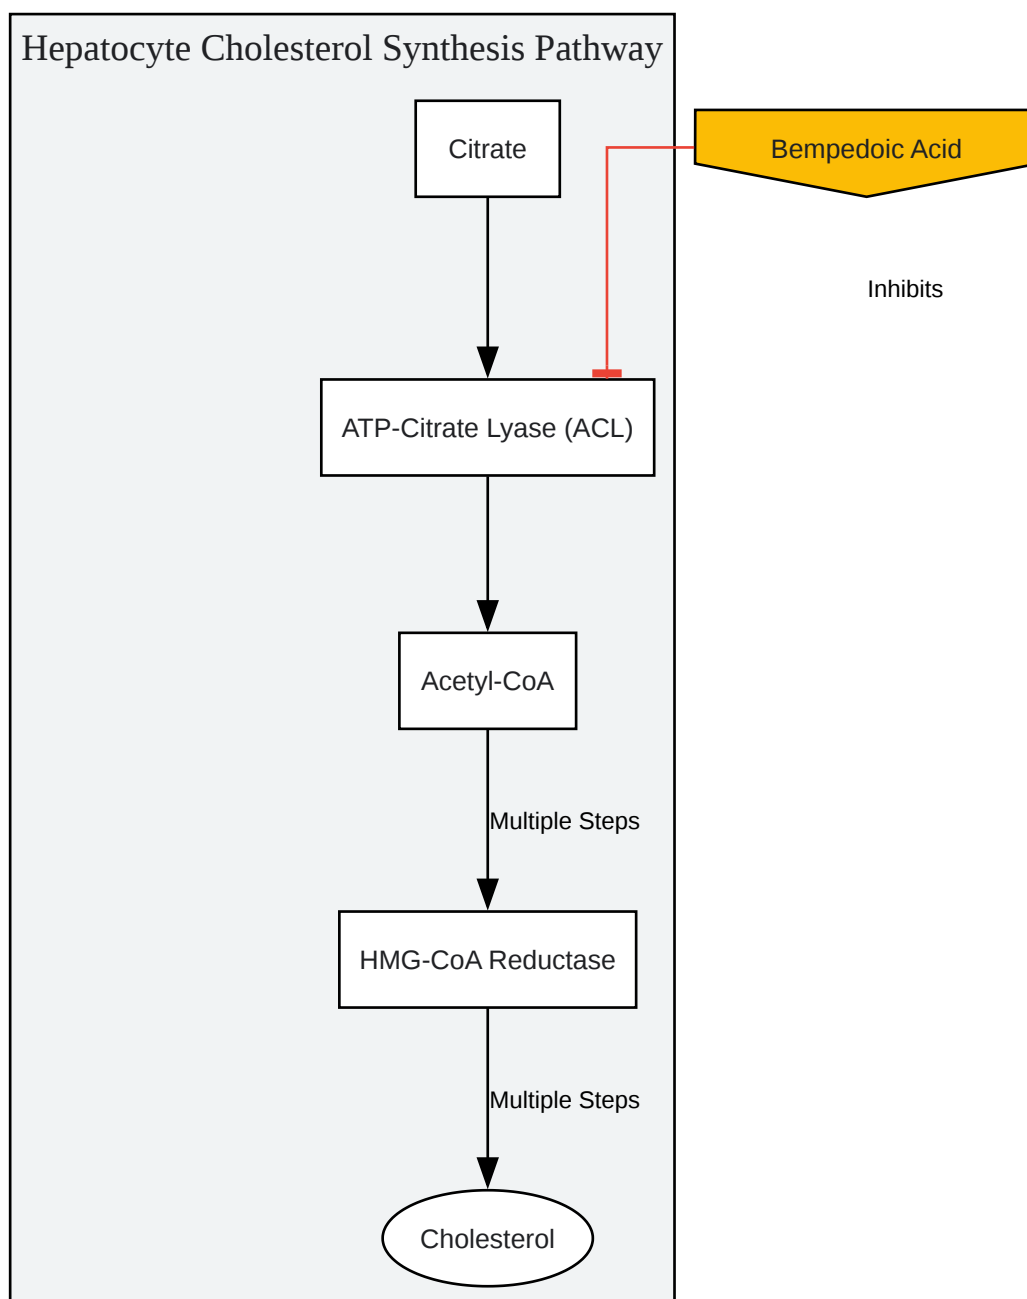 Hepatocyte Cholesterol Synthesis Pathway
Citrate
Bempedoic Acid
Inhibits
ATP-Citrate Lyase (ACL)
Acetyl-CoA
Multiple Steps
HMG-CoA Reductase
Multiple Steps
Cholesterol